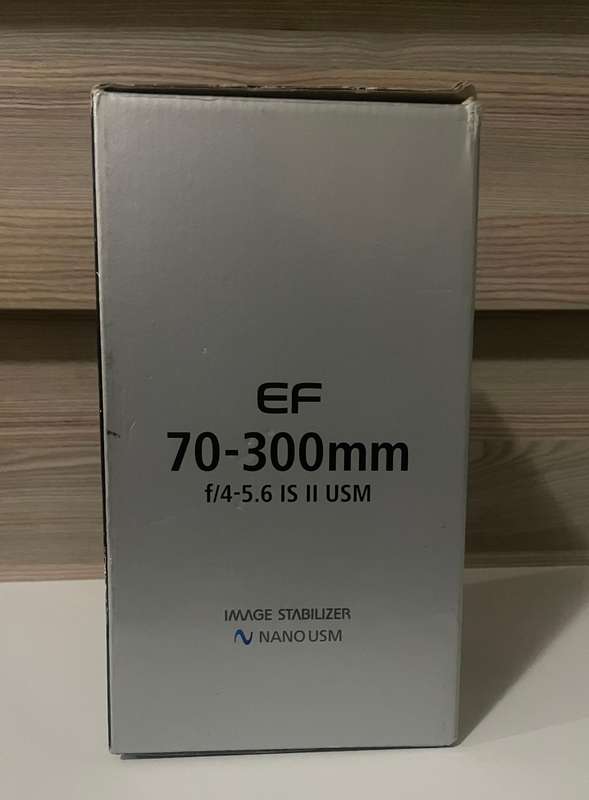 EF
70-300mm
f/4-5.6 IS II USM
IMAGE STABILIZER
NANO USM